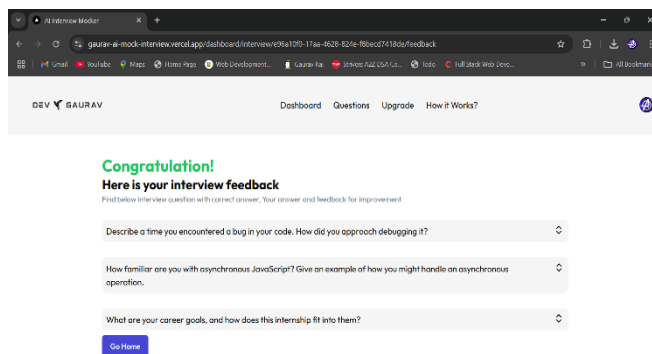 AI Interview Mocker
gaurav-ai-mock-interview.vercel.app/dashboard/interview/e96a10f0-17aa-4628-824e-f8becd7418de/feedback
Gmail YouTube Maps Home Page Web Development... Gaurav Rai Strivers A2Z DSA Co... Todo Full Stack Web Deve... All Bookmark
DEV GAURAV Dashboard Questions Upgrade How it Works?
Congratulation!
Here is your interview feedback
Find below interview question with correct answer, Your answer and feedback for improvement
Describe a time you encountered a bug in your code. How did you approach debugging it?
How familiar are you with asynchronous JavaScript? Give an example of how you might handle an asynchronous
operation.
What are your career goals, and how does this internship fit into them?
Go Home